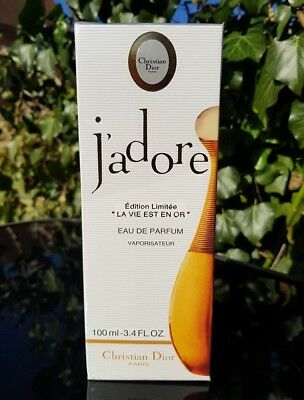 Christian
Dior
PARIS
j'adore
Édition Limitée
"LA VIE EST EN OR"
EAU DE PARFUM
VAPORISATEUR
100 ml-3.4 FL.OZ
Christian Dior
PARIS